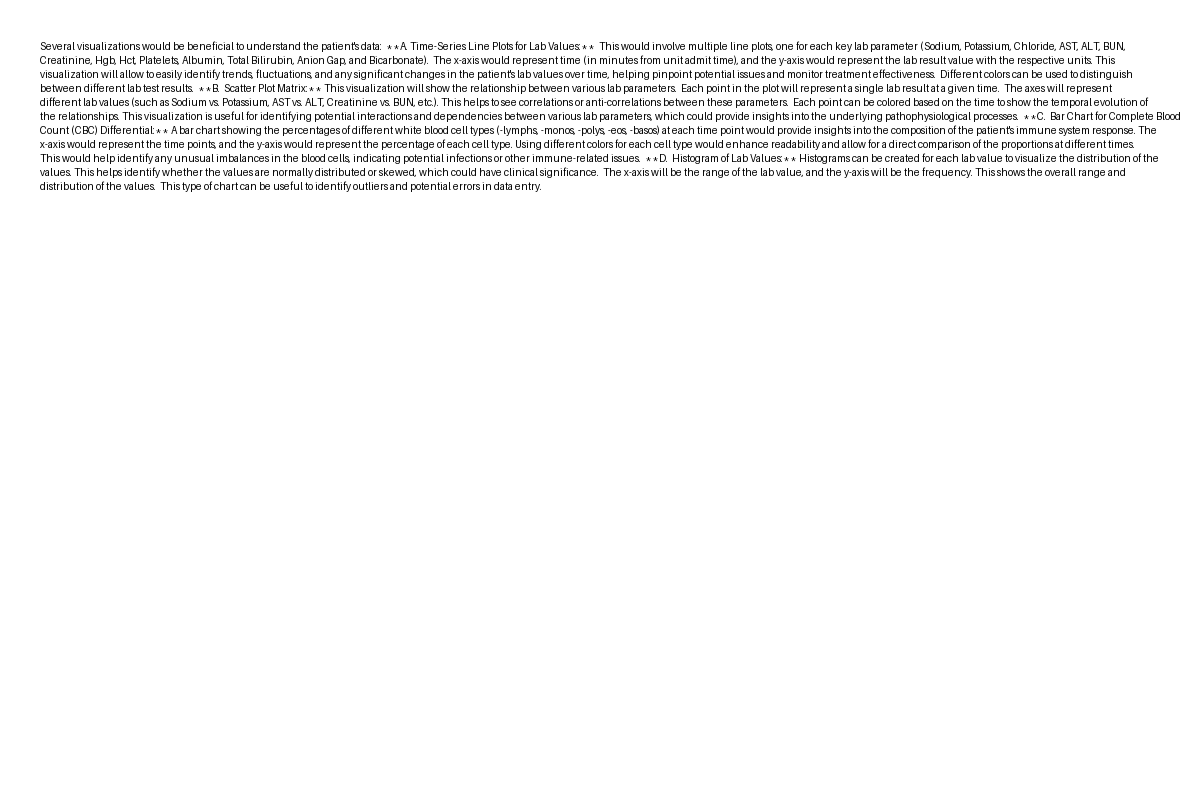 Several visualizations would be beneficial to understand the patient's data:  **A. Time-Series Line Plots for Lab Values:**  This would involve multiple line plots, one for each key lab parameter (Sodium, Potassium, Chloride, AST, ALT, BUN,
Creatinine, Hgb, Hct, Platelets, Albumin, Total Bilirubin, Anion Gap, and Bicarbonate).  The x-axis would represent time (in minutes from unit admit time), and the y-axis would represent the lab result value with the respective units. This
visualization will allow to easily identify trends, fluctuations, and any significant changes in the patient's lab values over time, helping pinpoint potential issues and monitor treatment effectiveness.  Different colors can be used to distinguish
between different lab test results.  **B.  Scatter Plot Matrix:** This visualization will show the relationship between various lab parameters.  Each point in the plot will represent a single lab result at a given time.  The axes will represent
different lab values (such as Sodium vs. Potassium, AST vs. ALT, Creatinine vs. BUN, etc.). This helps to see correlations or anti-correlations between these parameters.  Each point can be colored based on the time to show the temporal evolution of
the relationships. This visualization is useful for identifying potential interactions and dependencies between various lab parameters, which could provide insights into the underlying pathophysiological processes.  **C.  Bar Chart for Complete Blood
Count (CBC) Differential:** A bar chart showing the percentages of different white blood cell types (-lymphs, -monos, -polys, -eos, -basos) at each time point would provide insights into the composition of the patient's immune system response. The
x-axis would represent the time points, and the y-axis would represent the percentage of each cell type. Using different colors for each cell type would enhance readability and allow for a direct comparison of the proportions at different times.
This would help identify any unusual imbalances in the blood cells, indicating potential infections or other immune-related issues.  **D.  Histogram of Lab Values:** Histograms can be created for each lab value to visualize the distribution of the
values. This helps identify whether the values are normally distributed or skewed, which could have clinical significance.  The x-axis will be the range of the lab value, and the y-axis will be the frequency. This shows the overall range and
distribution of the values.  This type of chart can be useful to identify outliers and potential errors in data entry.